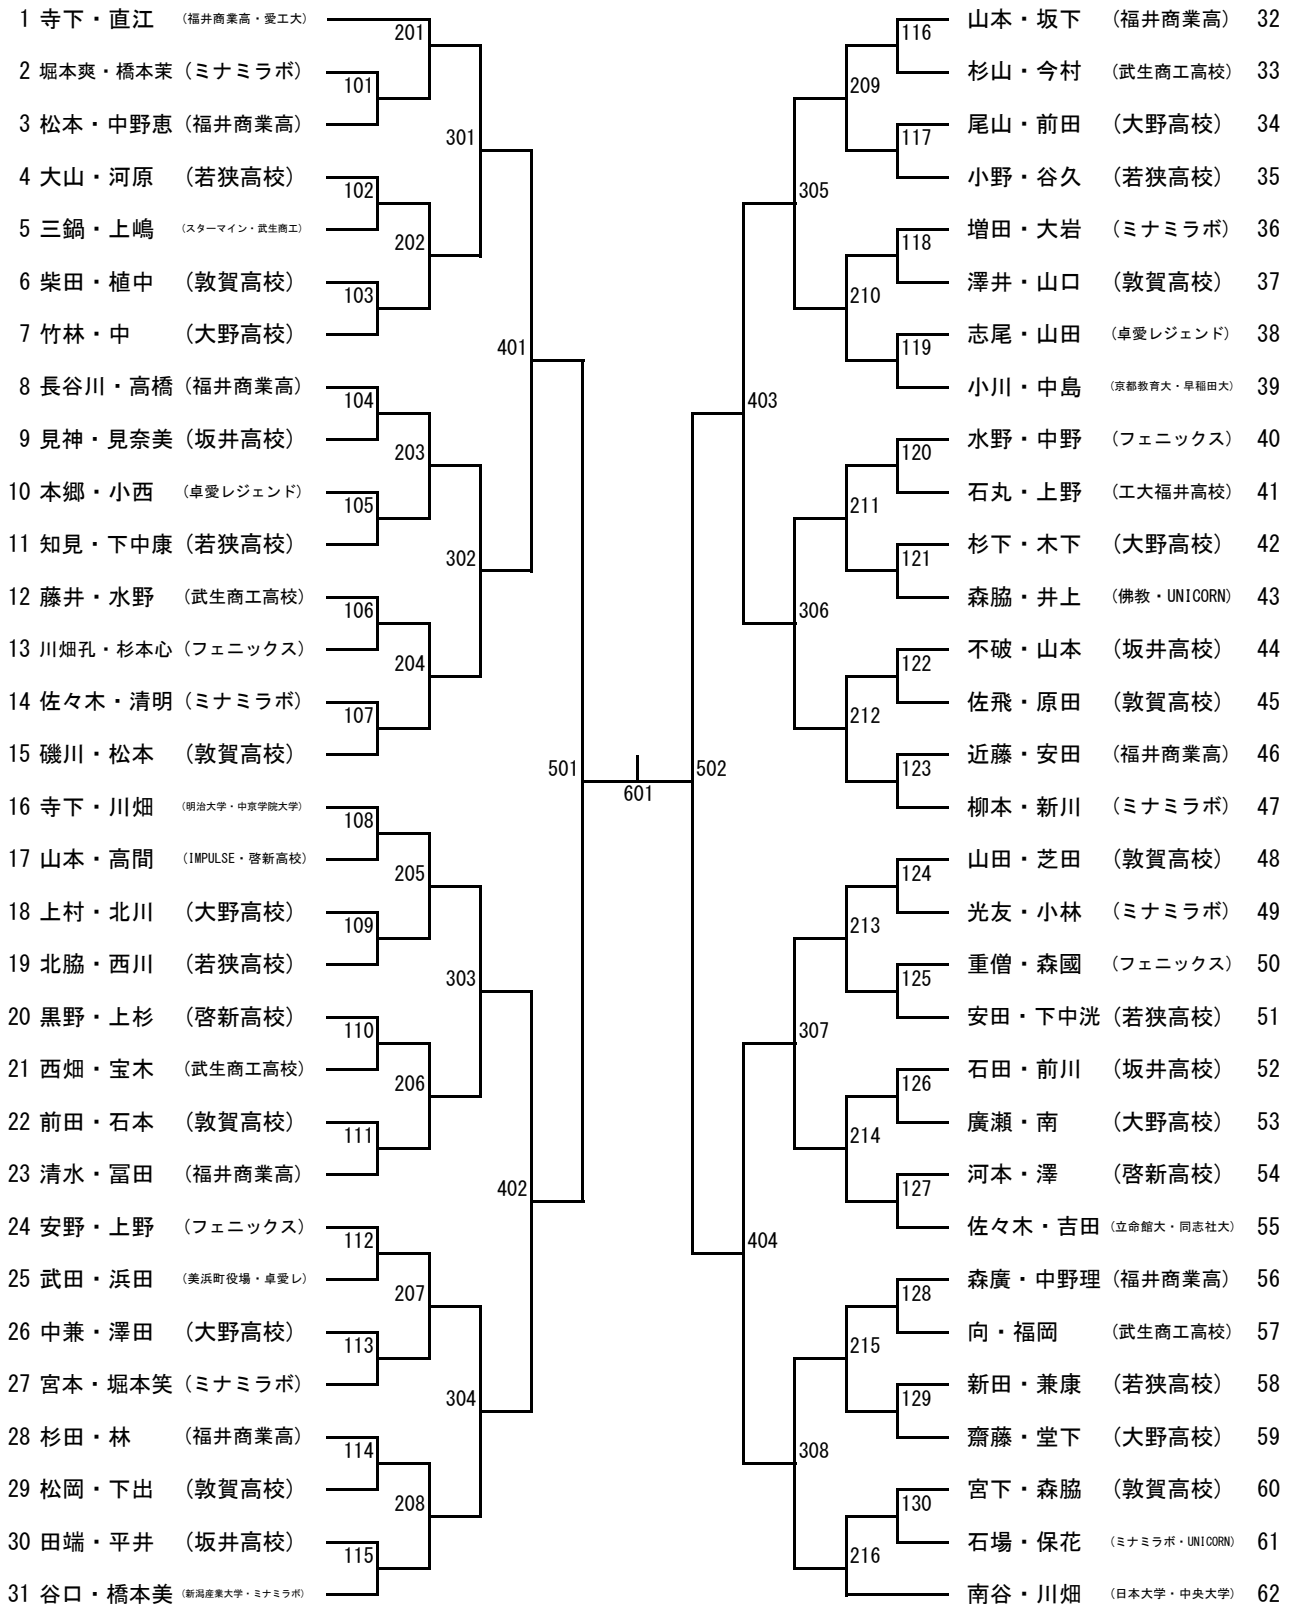 1 寺下・直江 (福井商業高・愛工大)
2 堀本爽・橋本茉 (ミナミラボ)
3 松本・中野恵 (福井商業高)
4 大山・河原 (若狭高校)
5 三鍋・上嶋 (スターマイン・武生商工)
6 柴田・植中 (敦賀高校)
7 竹林・中 (大野高校)
8 長谷川・高橋 (福井商業高)
9 見神・見奈美 (坂井高校)
10 本郷・小西 (卓愛レジェンド)
11 知見・下中康 (若狭高校)
12 藤井・水野 (武生商工高校)
13 川畑孔・杉本心 (フェニックス)
14 佐々木・清明 (ミナミラボ)
15 磯川・松本 (敦賀高校)
16 寺下・川畑 (明治大学・中京学院大学)
17 山本・高間 (IMPULSE・啓新高校)
18 上村・北川 (大野高校)
19 北脇・西川 (若狭高校)
20 黒野・上杉 (啓新高校)
21 西畑・宝木 (武生商工高校)
22 前田・石本 (敦賀高校)
23 清水・冨田 (福井商業高)
24 安野・上野 (フェニックス)
25 武田・浜田 (美浜町役場・卓愛レ)
26 中兼・澤田 (大野高校)
27 宮本・堀本笑 (ミナミラボ)
28 杉田・林 (福井商業高)
29 松岡・下出 (敦賀高校)
30 田端・平井 (坂井高校)
31 谷口・橋本美 (新潟産業大学・ミナミラボ)
101
102
103
104
105
106
107
108
109
110
111
112
113
114
115
201
202
203
204
205
206
207
208
301
302
303
304
401
402
501
601
502
403
404
305
306
307
308
209
210
211
212
213
214
215
216
116
117
118
119
120
121
122
123
124
125
126
127
128
129
130
山本・坂下 (福井商業高) 32
杉山・今村 (武生商工高校) 33
尾山・前田 (大野高校) 34
小野・谷久 (若狭高校) 35
増田・大岩 (ミナミラボ) 36
澤井・山口 (敦賀高校) 37
志尾・山田 (卓愛レジェンド) 38
小川・中島 (京都教育大・早稲田大) 39
水野・中野 (フェニックス) 40
石丸・上野 (工大福井高校) 41
杉下・木下 (大野高校) 42
森脇・井上 (佛教・UNICORN) 43
不破・山本 (坂井高校) 44
佐飛・原田 (敦賀高校) 45
近藤・安田 (福井商業高) 46
柳本・新川 (ミナミラボ) 47
山田・芝田 (敦賀高校) 48
光友・小林 (ミナミラボ) 49
重僧・森國 (フェニックス) 50
安田・下中洸 (若狭高校) 51
石田・前川 (坂井高校) 52
廣瀬・南 (大野高校) 53
河本・澤 (啓新高校) 54
佐々木・吉田 (立命館大・同志社大) 55
森廣・中野理 (福井商業高) 56
向・福岡 (武生商工高校) 57
新田・兼康 (若狭高校) 58
齋藤・堂下 (大野高校) 59
宮下・森脇 (敦賀高校) 60
石場・保花 (ミナミラボ・UNICORN) 61
南谷・川畑 (日本大学・中央大学) 62